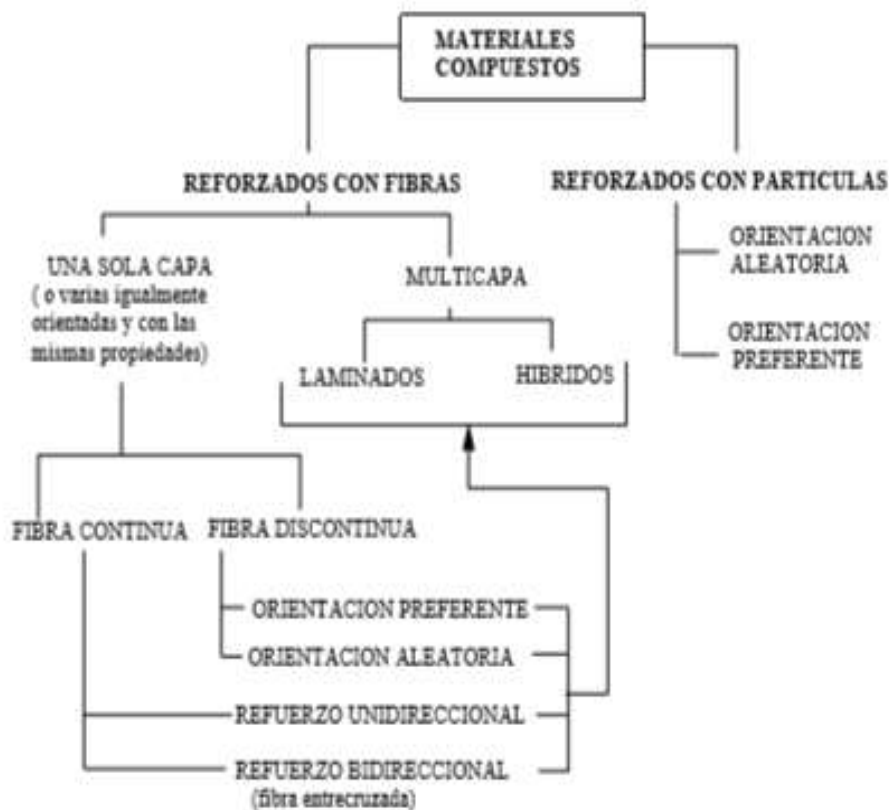 MATERIALES
COMPUESTOS
REFORZADOS CON FIBRAS
REFORZADOS CON PARTICULAS
UNA SOLA CAPA
( o varias igualmente
orientadas y con las
mismas propiedades)
MULTICAPA
ORIENTACION
ALEATORIA
ORIENTACION
PREFERENTE
LAMINADOS
HIBRIDOS
FIBRA CONTINUA
FIBRA DISCONTINUA
ORIENTACION PREFERENTE
ORIENTACION ALEATORIA
REFUERZO UNIDIRECCIONAL
REFUERZO BIDIRECCIONAL
(fibra entrecruzada)